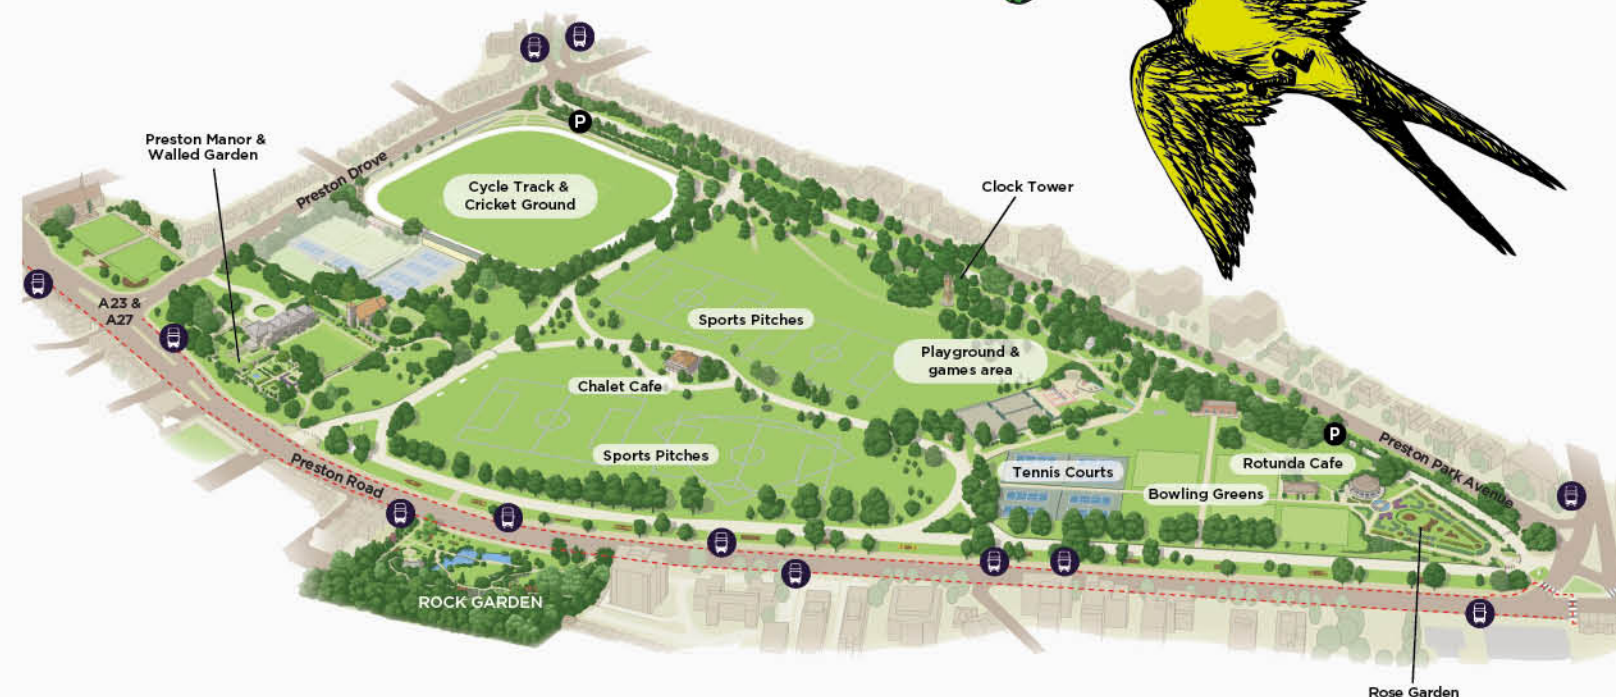 P
Preston Manor &
Walled Garden
Preston Drove
Cycle Track &
Cricket Ground
Clock Tower
A23 &
A27
Sports Pitches
Playground &
games area
Chalet Cafe
P
Preston Park Avenue
Sports Pitches
Preston Road
Tennis Courts
Rotunda Cafe
Bowling Greens
ROCK GARDEN
Rose Garden